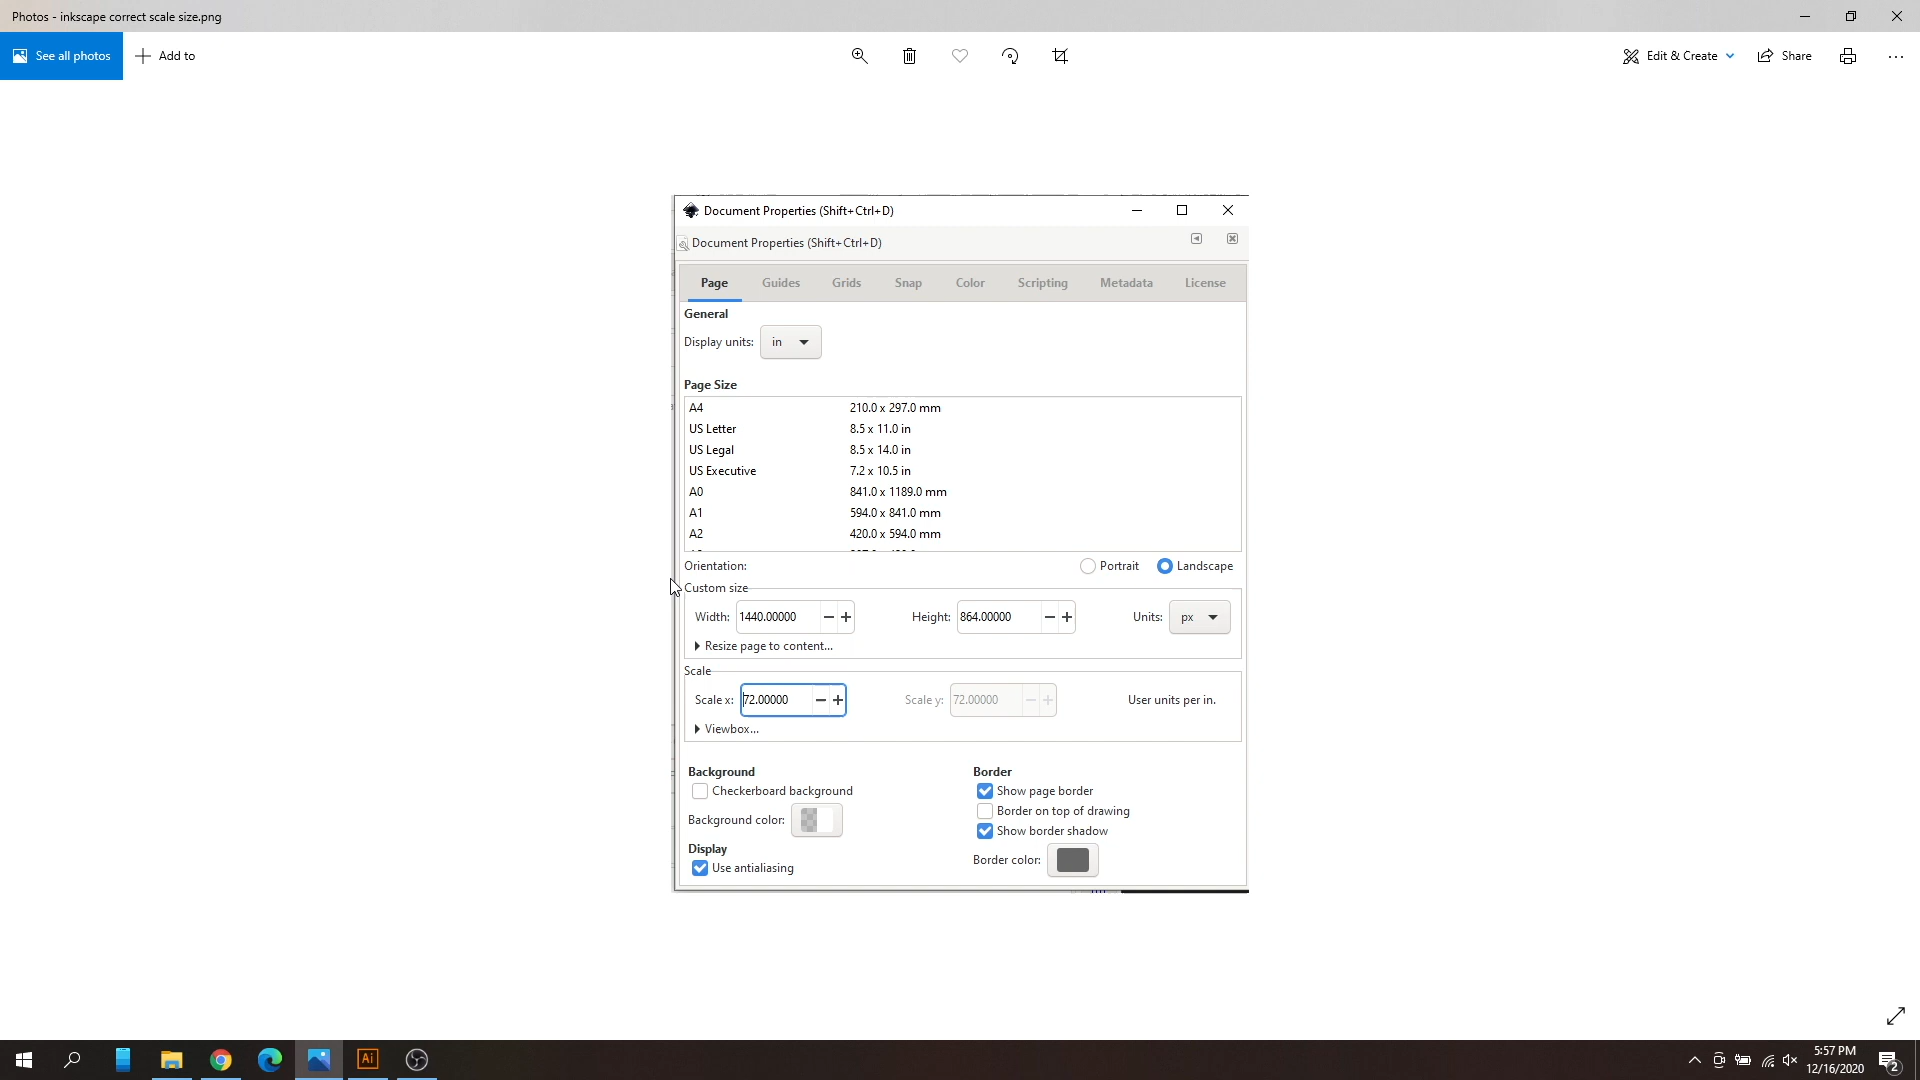 Photos - inkscape correct scale size.png
See all photos
Add to
Edit & Create
Share
Document Properties (Shift+Ctrl+D)
Document Properties (Shift+Ctrl+D)
Page Guides Grids Snap Color Scripting Metadata License
General
Display units: in
Page Size
A4 210.0 x 297.0 mm
US Letter 8.5 x 11.0 in
US Legal 8.5 x 14.0 in
US Executive 7.2 x 10.5 in
A0 841.0 x 1189.0 mm
A1 594.0 x 841.0 mm
A2 420.0 x 594.0 mm
Orientation: Portrait Landscape
Custom size
Width: 1440.00000 Height: 864.00000 Units: px
Resize page to content...
Scale
Scale x: 72.00000 Scale y: 72.00000 User units per in.
Viewbox...
Background
Checkerboard background
Background color:
Display
Use antialiasing
Border
Show page border
Border on top of drawing
Show border shadow
Border color:
Ai
5:57 PM
12/16/2020
2